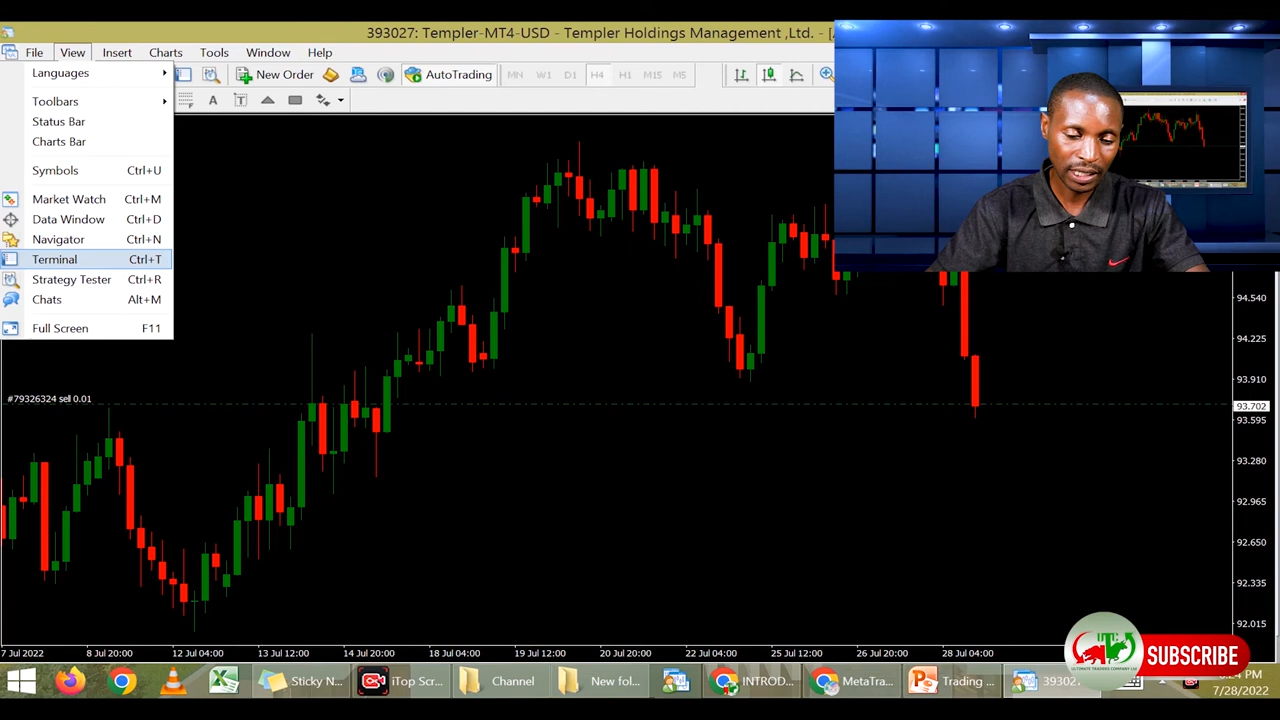 393027: Templer-MT4-USD - Templer Holdings Management ,Ltd. - [
File View Insert Charts Tools Window Help
New Order AutoTrading MN W1 D1 H4 H1 M15 M5
A T
Languages
Toolbars
Status Bar
Charts Bar
Symbols Ctrl+U
Market Watch Ctrl+M
Data Window Ctrl+D
Navigator Ctrl+N
Terminal Ctrl+T
Strategy Tester Ctrl+R
Chats Alt+M
Full Screen F11
94.540
94.225
93.910
#79326324 sell 0.01
93.702
93.595
93.280
92.965
92.650
92.335
92.015
7 Jul 2022 8 Jul 20:00 12 Jul 04:00 13 Jul 12:00 14 Jul 20:00 18 Jul 04:00 19 Jul 12:00 20 Jul 20:00 22 Jul 04:00 25 Jul 12:00 26 Jul 20:00 28 Jul 04:00
UTC
ULTIMATE TRADERS COMPANY Ltd
SUBSCRIBE
Sticky N... iTop Scr... Channel New fol... INTROD... MetaTra... Trading ... 39302
7/28/2022